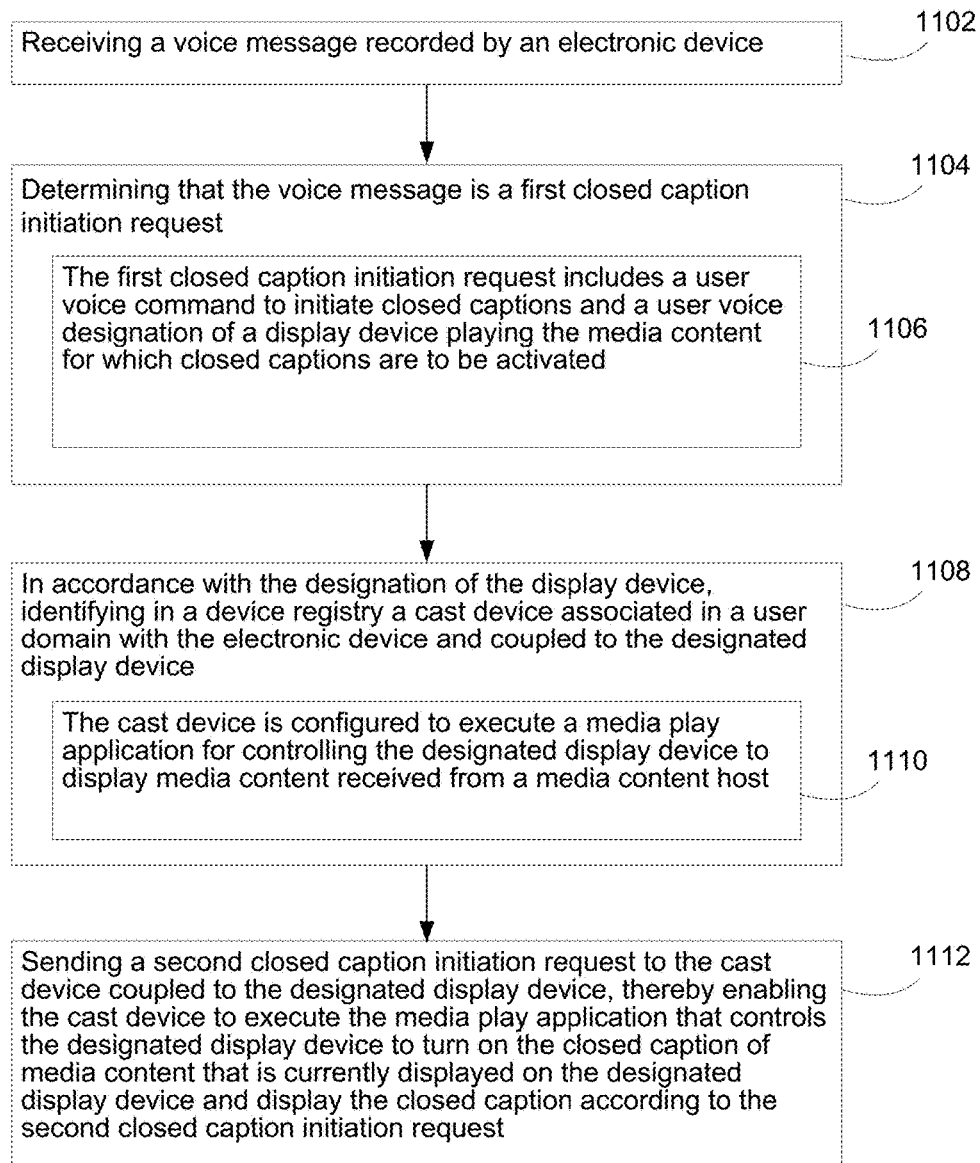 1102
Receiving a voice message recorded by an electronic device
1104
Determining that the voice message is a first closed caption
initiation request
The first closed caption initiation request includes a user
voice command to initiate closed captions and a user voice
designation of a display device playing the media content
for which closed captions are to be activated
1106
1108
In accordance with the designation of the display device,
identifying in a device registry a cast device associated in a user
domain with the electronic device and coupled to the designated
display device
The cast device is configured to execute a media play
application for controlling the designated display device to
display media content received from a media content host
1110
1112
Sending a second closed caption initiation request to the cast
device coupled to the designated display device, thereby enabling
the cast device to execute the media play application that controls
the designated display device to turn on the closed caption of
media content that is currently displayed on the designated
display device and display the closed caption according to the
second closed caption initiation request